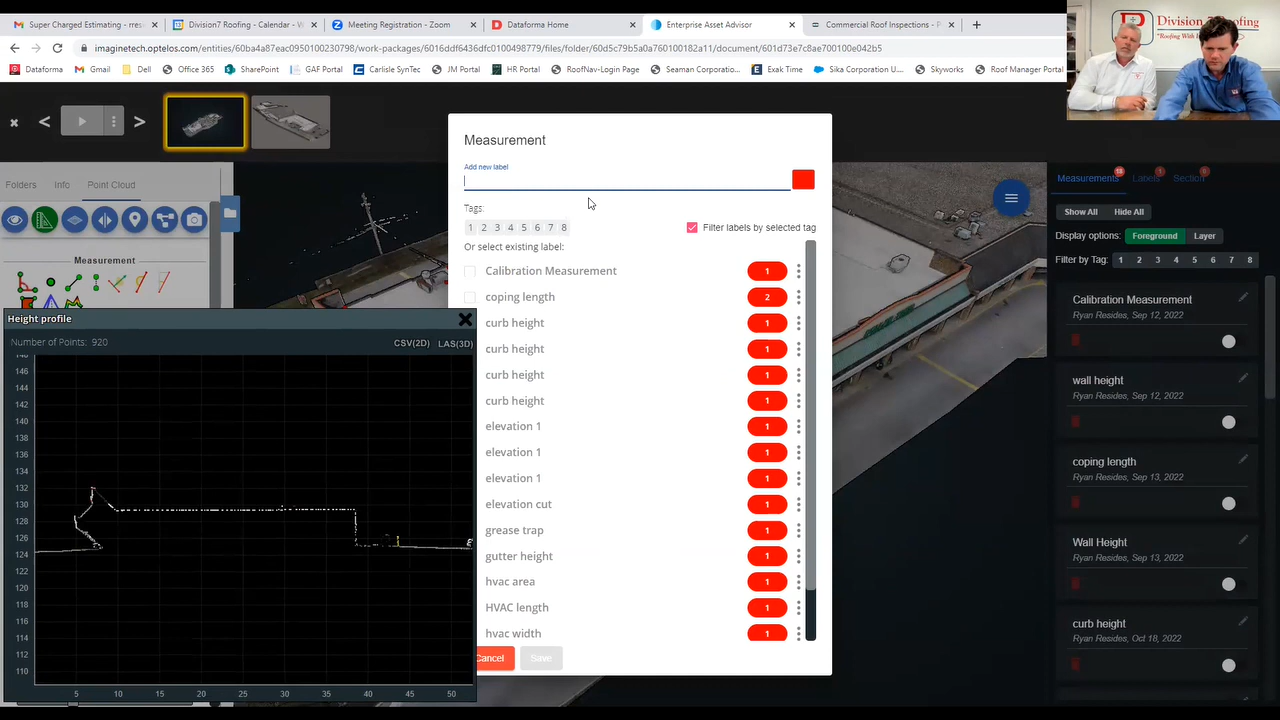 Super Charged Estimating - rres
Division7 Roofing - Calendar - W
Meeting Registration - Zoom
Dataforma Home
Enterprise Asset Advisor
Commercial Roof Inspections - P
imaginetech.optelos.com/entities/60ba4a87eac0950100230798/work-packages/6016ddf6436dfc0100498779/files/folder/60d5c79b5a0a760100182a11/document/601d73e7c8ae700100e042b5
Dataforma
Gmail
Dell
Office 365
SharePoint
GAF Portal
Carlisle SynTec
JM Portal
HR Portal
RoofNav-Login Page
Seaman Corporatio...
Exak Time
Sika Corporation U...
Skyworks
Roof Manager Portal
Division 7 Roofing
Folders
Info
Point Cloud
Measurement
Height profile
Number of Points: 920
CSV(2D)
LAS(3D)
146
144
142
140
138
136
134
132
130
128
126
124
122
120
118
116
114
112
110
5 10 15 20 25 30 35 40 45 50
Measurement
Add new label
Tags:
1 2 3 4 5 6 7 8
Filter labels by selected tag
Or select existing label:
Calibration Measurement 1
coping length 2
curb height 1
curb height 1
curb height 1
curb height 1
elevation 1 1
elevation 1 1
elevation 1 1
elevation cut 1
grease trap 1
gutter height 1
hvac area 1
HVAC length 1
hvac width 1
Cancel
Save
Measurements
Labels 1
Section
Show All
Hide All
Display options:
Foreground
Layer
Filter by Tag:
1 2 3 4 5 6 7 8
Calibration Measurement
Ryan Resides, Sep 12, 2022
wall height
Ryan Resides, Sep 12, 2022
coping length
Ryan Resides, Sep 13, 2022
Wall Height
Ryan Resides, Sep 13, 2022
curb height
Ryan Resides, Oct 18, 2022